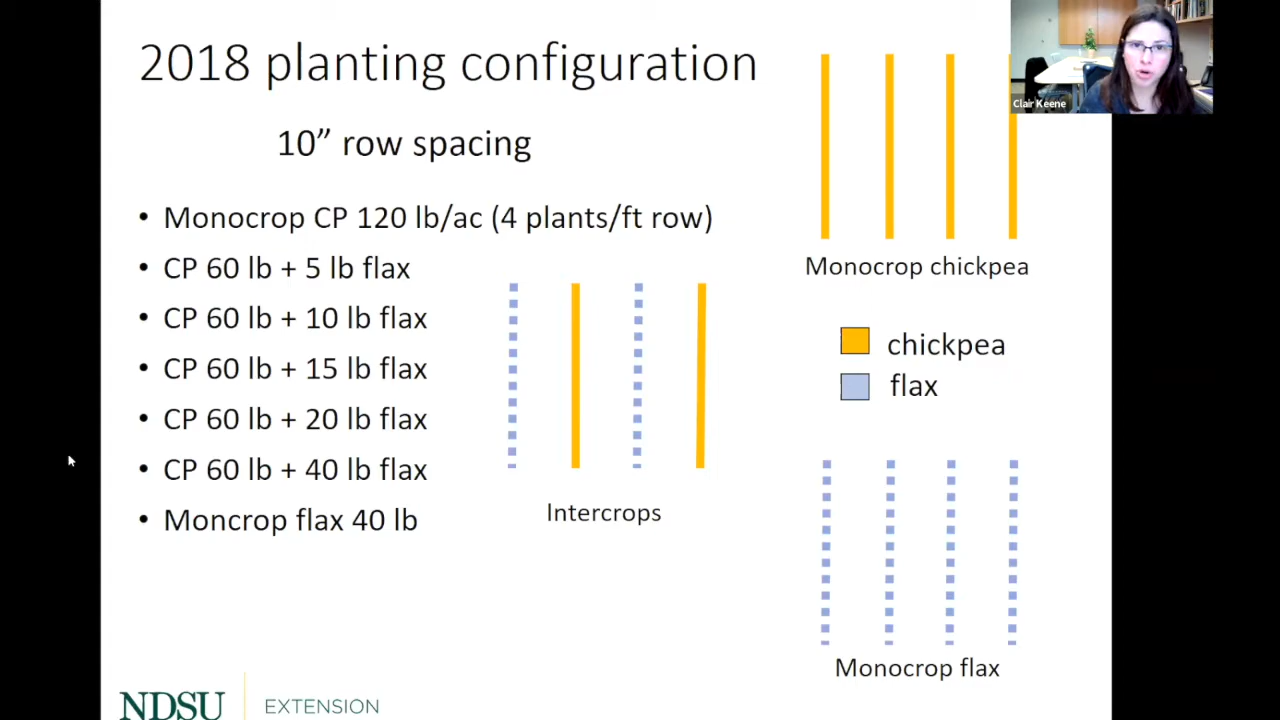 2018 planting configuration
10” row spacing
• Monocrop CP 120 lb/ac (4 plants/ft row)
• CP 60 lb + 5 lb flax
• CP 60 lb + 10 lb flax
• CP 60 lb + 15 lb flax
• CP 60 lb + 20 lb flax
• CP 60 lb + 40 lb flax
• Moncrop flax 40 lb
Intercrops
Clair Keene
Monocrop chickpea
chickpea
flax
Monocrop flax
NDSU EXTENSION